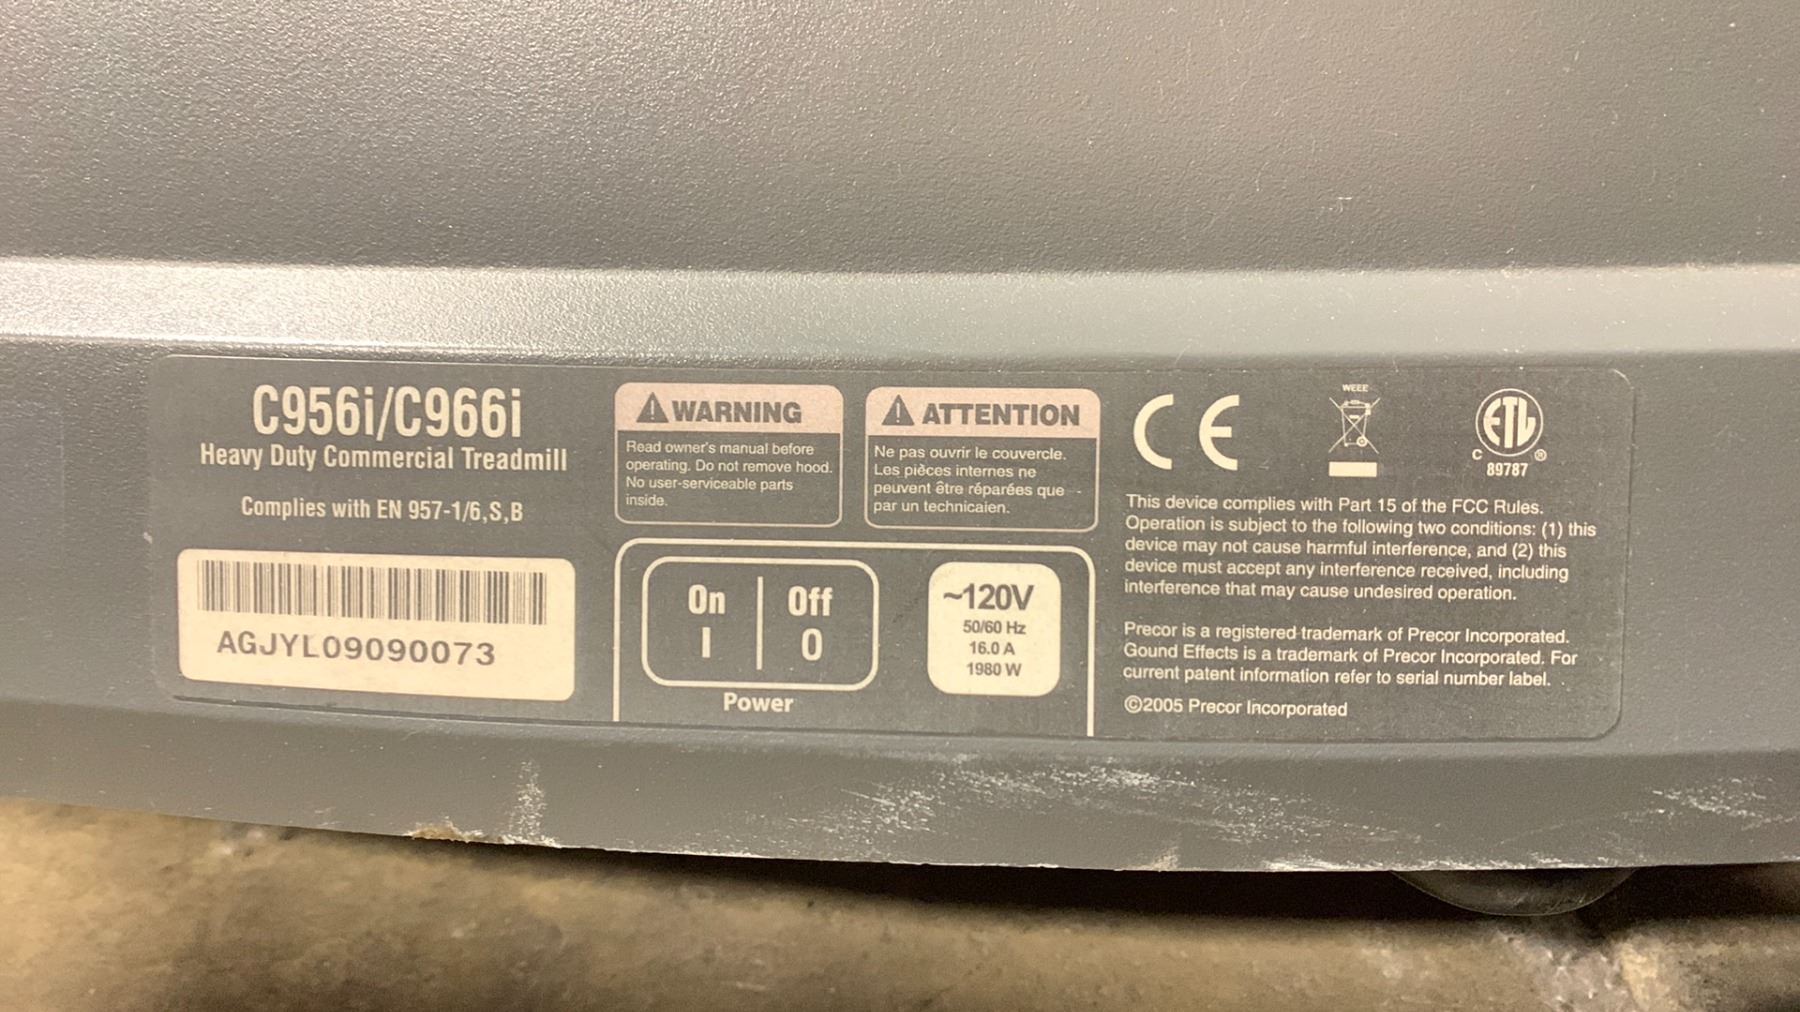 C956i/C966i
Heavy Duty Commercial Treadmill
Complies with EN 957-1/6,S,B
AGJYL09090073
WARNING
Read owner's manual before
operating. Do not remove hood.
No user-serviceable parts
inside.
ATTENTION
Ne pas ouvrir le couvercle.
Les pièces internes ne
peuvent être réparées que
par un technicaien.
On Off
I O
Power
~120V
50/60 Hz
16.0 A
1980 W
CE
WEEE
ETL
C ®
89787
This device complies with Part 15 of the FCC Rules.
Operation is subject to the following two conditions: (1) this
device may not cause harmful interference, and (2) this
device must accept any interference received, including
interference that may cause undesired operation.
Precor is a registered trademark of Precor Incorporated.
Gound Effects is a trademark of Precor Incorporated. For
current patent information refer to serial number label.
©2005 Precor Incorporated